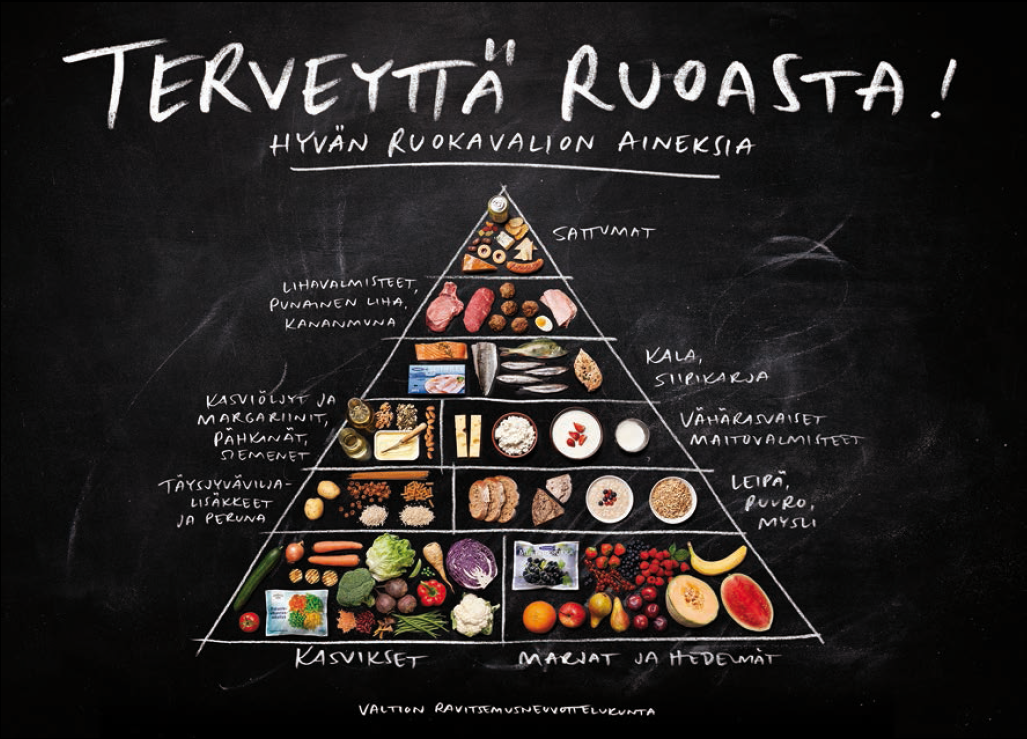 TERVEYTTÄ RUOASTA!
HYVÄN RUOKAVALION AINEKSIA
SATTUMAT
LIHAVALMISTEET,
PUNAINEN LIHA,
KANANMUNA
KALA,
SIIPIKARJA
KASVIÖLJYT JA
MARGARIINIT,
PÄHKINÄT,
SIEMENET
VÄHÄRASVAISET
MAITOVALMISTEET
TÄYSJYVÄVILJA-
LISÄKKEET
JA PERUNA
LEIPÄ,
PUURO,
MYSLI
KASVIKSET
MARJAT JA HEDELMÄT
VALTION RAVITSEMUSNEUVOTTELUKUNTA